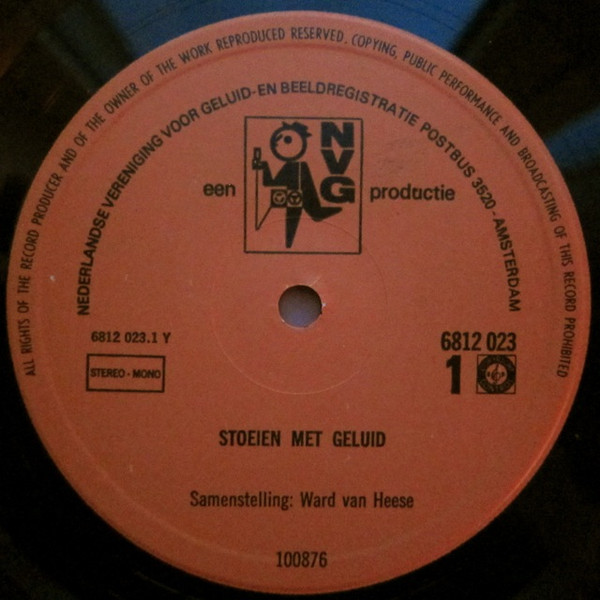 ALL RIGHTS OF THE RECORD PRODUCER AND OF THE OWNER OF THE WORK REPRODUCED RESERVED. COPYING, PUBLIC PERFORMANCE AND BROADCASTING OF THIS RECORD PROHIBITED
NEDERLANDSE VERENIGING VOOR GELUID-EN BEELDREGISTRATIE POSTBUS 3520-AMSTERDAM
een
NVG
productie
6812 023.1 Y
6812 023
STEREO - MONO
1
STOEIEN MET GELUID
Samenstelling: Ward van Heese
100876